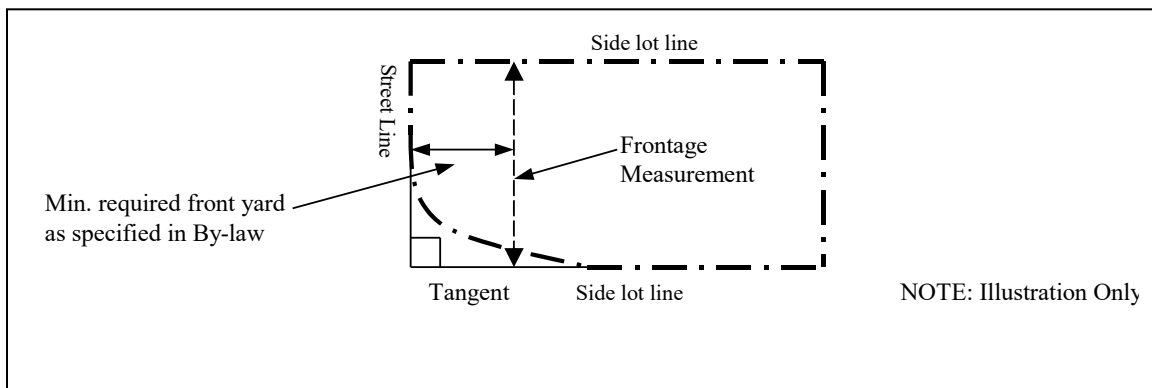 Side lot line
Street Line
Frontage
Measurement
Min. required front yard
as specified in By-law
Tangent
Side lot line
NOTE: Illustration Only